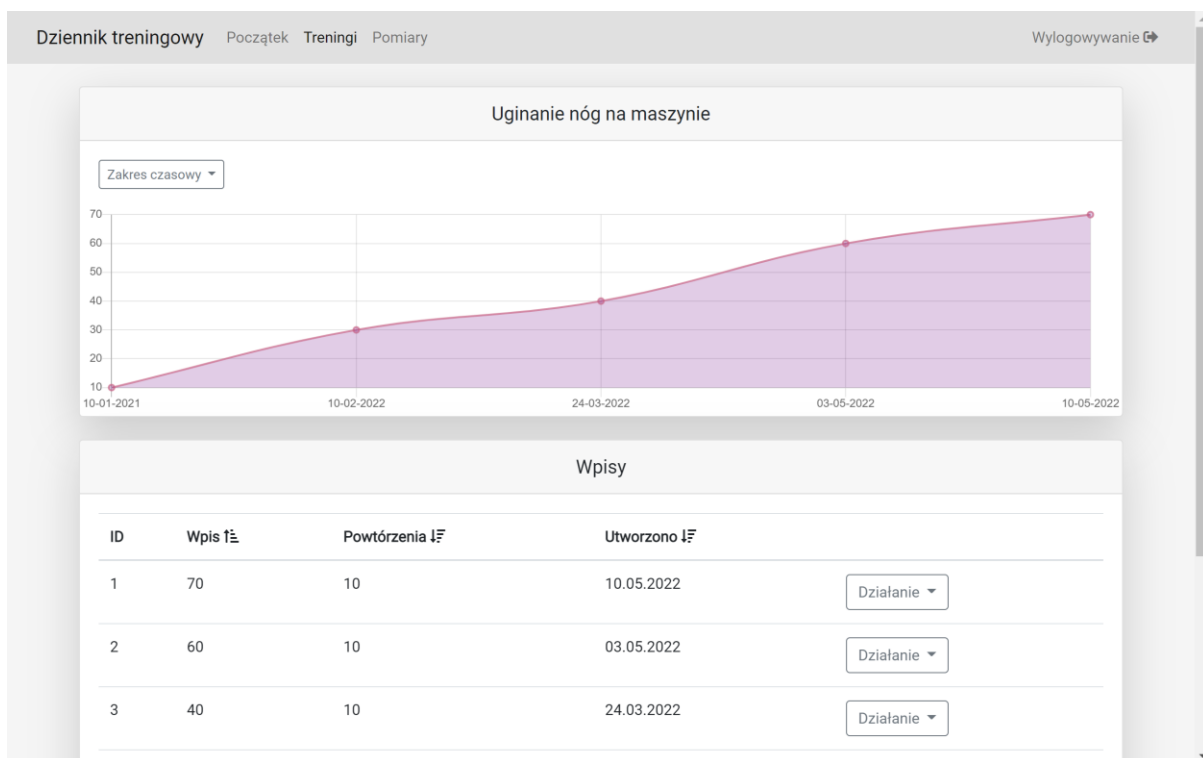 Dziennik treningowy Początek Treningi Pomiary Wylogowywanie
Uginanie nóg na maszynie
Zakres czasowy
70
60
50
40
30
20
10
10-01-2021 10-02-2022 24-03-2022 03-05-2022 10-05-2022
Wpisy
ID Wpis Powtórzenia Utworzono
1 70 10 10.05.2022 Działanie
2 60 10 03.05.2022 Działanie
3 40 10 24.03.2022 Działanie